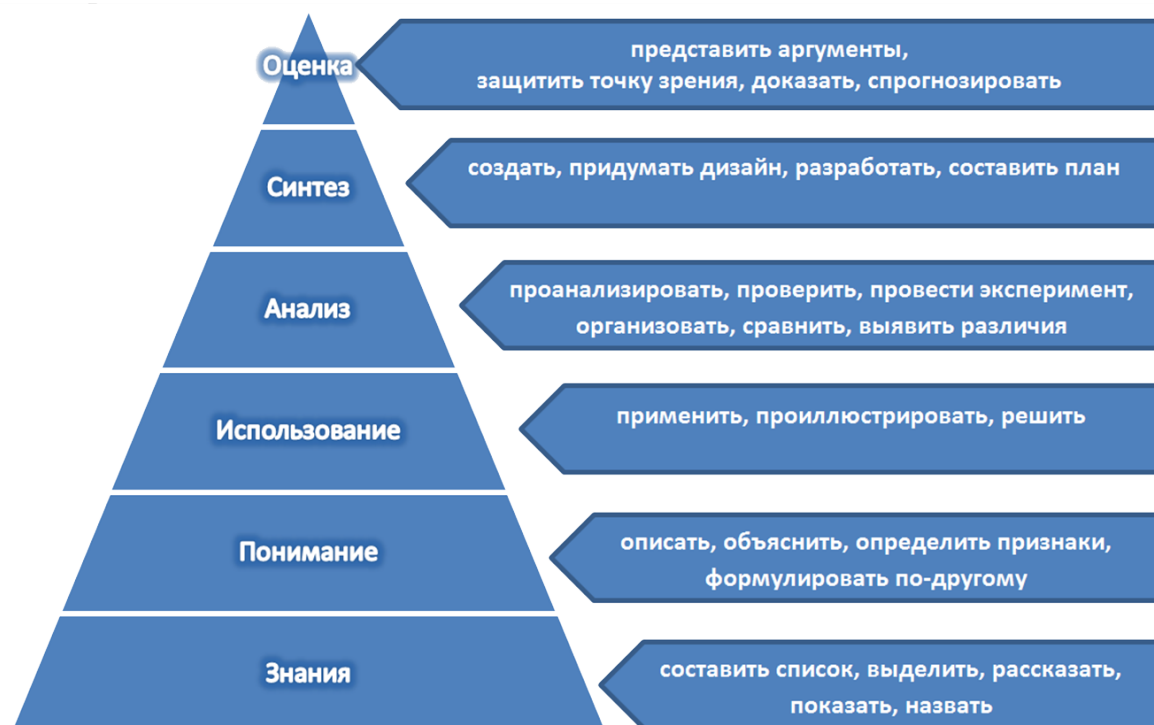 Оценка
представить аргументы,
защитить точку зрения, доказать, спрогнозировать
Синтез
создать, придумать дизайн, разработать, составить план
Анализ
проанализировать, проверить, провести эксперимент,
организовать, сравнить, выявить различия
Использование
применить, проиллюстрировать, решить
Понимание
описать, объяснить, определить признаки,
формулировать по-другому
Знания
составить список, выделить, рассказать,
показать, назвать